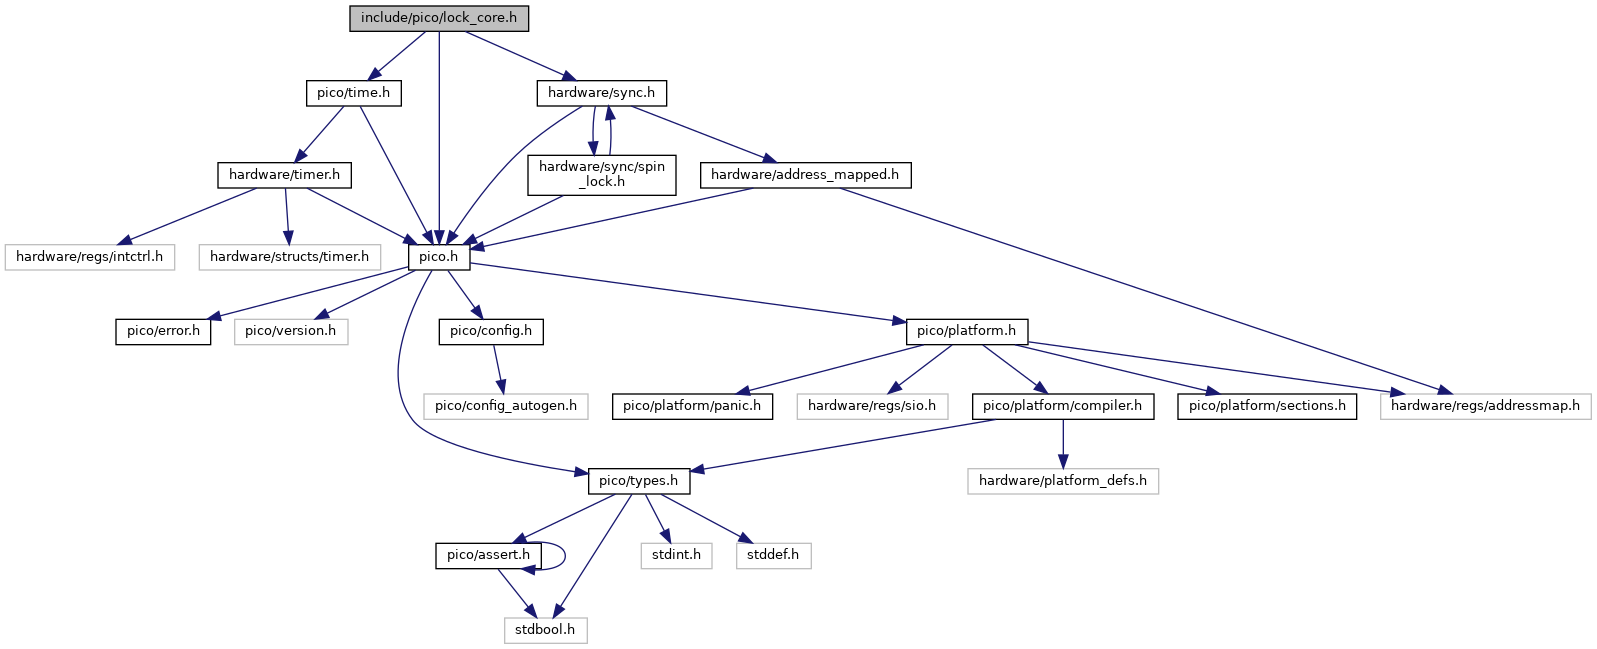 include/pico/lock_core.h
pico/time.h
hardware/sync.h
hardware/timer.h
hardware/sync/spin
_lock.h
hardware/address_mapped.h
hardware/regs/intctrl.h
hardware/structs/timer.h
pico.h
pico/error.h
pico/version.h
pico/config.h
pico/platform.h
pico/config_autogen.h
pico/platform/panic.h
hardware/regs/sio.h
pico/platform/compiler.h
pico/platform/sections.h
hardware/regs/addressmap.h
pico/types.h
hardware/platform_defs.h
pico/assert.h
stdint.h
stddef.h
stdbool.h